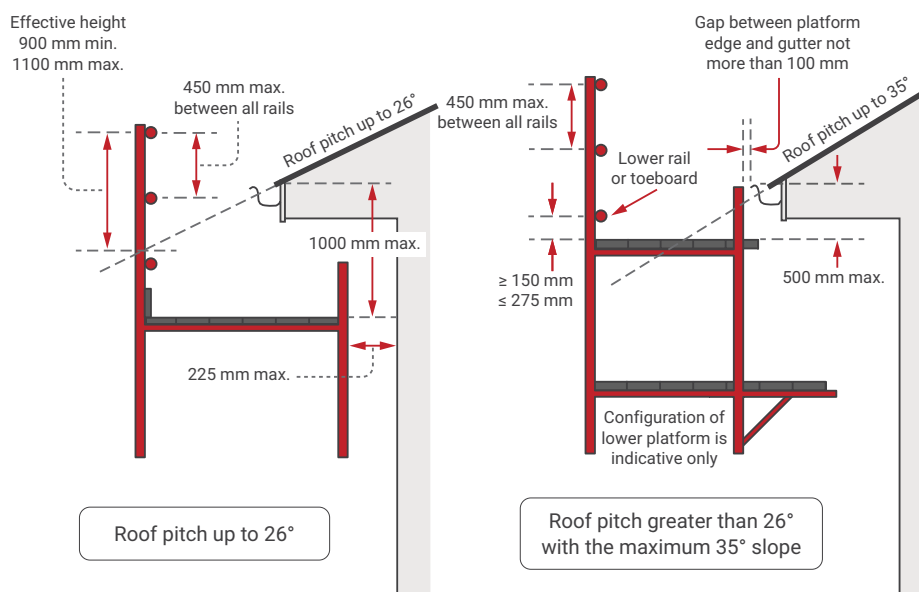 Effective height
900 mm min.
1100 mm max.
450 mm max.
between all rails
Roof pitch up to 26°
1000 mm max.
225 mm max.
Roof pitch up to 26°
Gap between platform
edge and gutter not
more than 100 mm
450 mm max.
between all rails
Roof pitch up to 35°
Lower rail
or toeboard
≥ 150 mm
≤ 275 mm
500 mm max.
Configuration of
lower platform is
indicative only
Roof pitch greater than 26°
with the maximum 35° slope